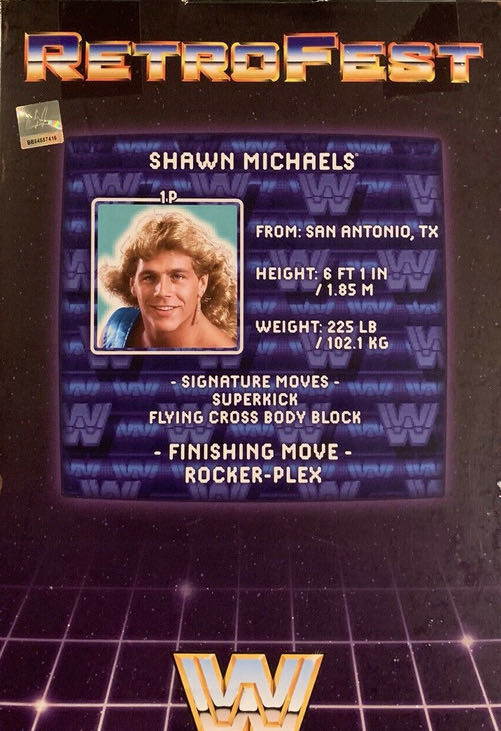 RETROFEST
BB54557416
SHAWN MICHAELS®
1P
FROM: SAN ANTONIO, TX
HEIGHT: 6 FT 1 IN
/ 1.85 M
WEIGHT: 225 LB
/ 102.1 KG
- SIGNATURE MOVES -
SUPERKICK
FLYING CROSS BODY BLOCK
- FINISHING MOVE -
ROCKER-PLEX
W